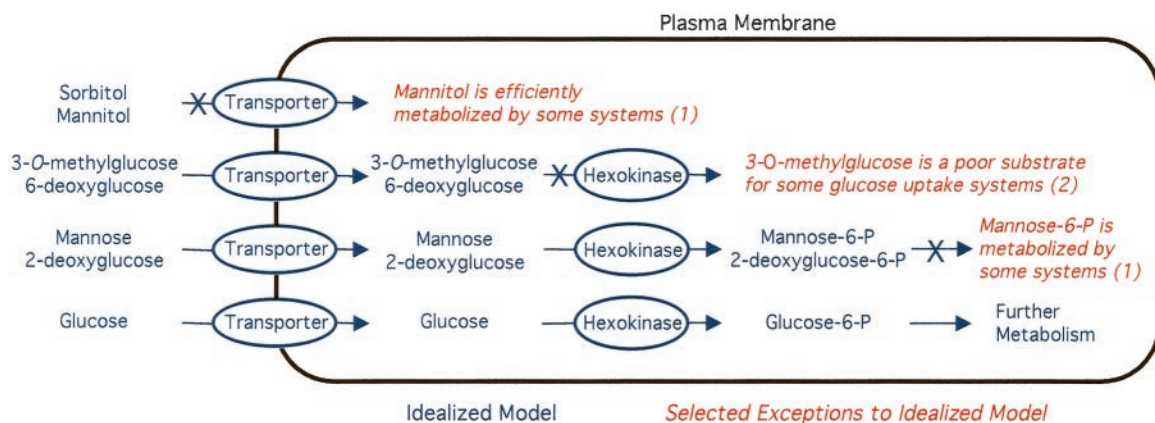 Plasma Membrane
Sorbitol
Mannitol
Transporter
Mannitol is efficiently
metabolized by some systems (1)
3-O-methylglucose
6-deoxyglucose
Transporter
3-O-methylglucose
6-deoxyglucose
Hexokinase
3-O-methylglucose is a poor substrate
for some glucose uptake systems (2)
Mannose
2-deoxyglucose
Transporter
Mannose
2-deoxyglucose
Hexokinase
Mannose-6-P
2-deoxyglucose-6-P
Mannose-6-P is
metabolized by
some systems (1)
Glucose
Transporter
Glucose
Hexokinase
Glucose-6-P
Further
Metabolism
Idealized Model
Selected Exceptions to Idealized Model